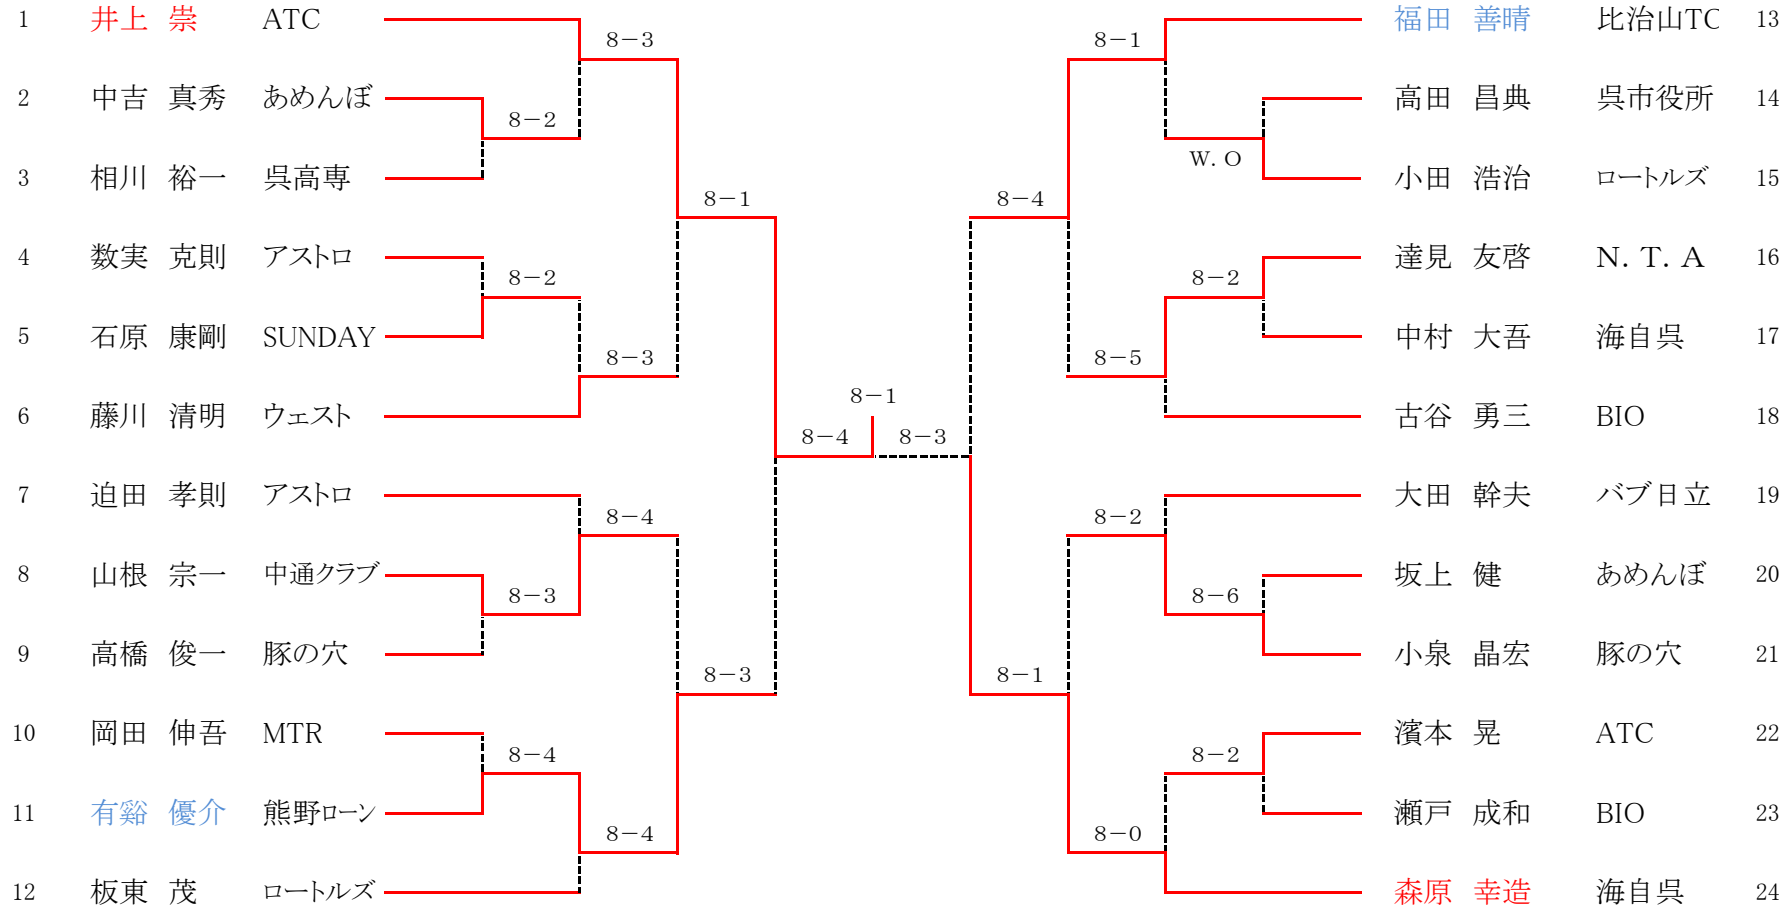 1 井上 崇 ATC 福田 善晴 比治山TC 13
8-3 8-1
2 中吉 真秀 あめんぼ 高田 昌典 呉市役所 14
8-2
W.O
3 相川 裕一 呉高専 小田 浩治 ロートルズ 15
8-1 8-4
4 数実 克則 アストロ 達見 友啓 N.T.A 16
8-2 8-2
5 石原 康剛 SUNDAY 中村 大吾 海自呉 17
8-3 8-5
8-1
6 藤川 清明 ウェスト 古谷 勇三 BIO 18
8-4 8-3
7 迫田 孝則 アストロ 大田 幹夫 バブ日立 19
8-4 8-2
8 山根 宗一 中通クラブ 坂上 健 あめんぼ 20
8-3 8-6
9 高橋 俊一 豚の穴 小泉 晶宏 豚の穴 21
8-3 8-1
10 岡田 伸吾 MTR 濱本 晃 ATC 22
8-4 8-2
11 有谿 優介 熊野ローン 瀬戸 成和 BIO 23
8-4 8-0
12 板東 茂 ロートルズ 森原 幸造 海自呉 24